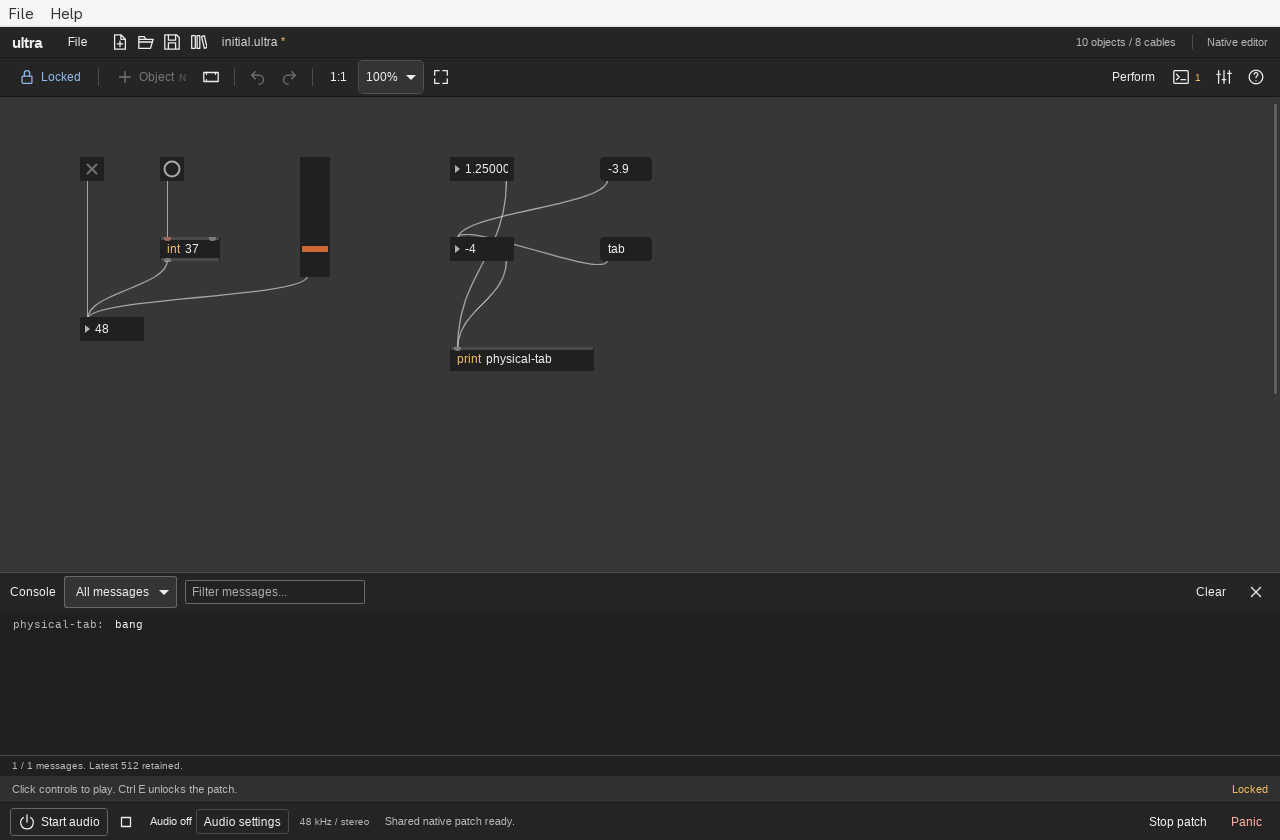 File Help
ultra File initial.ultra * 10 objects / 8 cables Native editor
Locked Object N 1:1 100% Perform 1
1.25000 -3.9
int 37 -4 tab
48
print physical-tab
Console All messages Filter messages... Clear
physical-tab: bang
1 / 1 messages. Latest 512 retained.
Click controls to play. Ctrl E unlocks the patch. Locked
Start audio Audio off Audio settings 48 kHz / stereo Shared native patch ready. Stop patch Panic